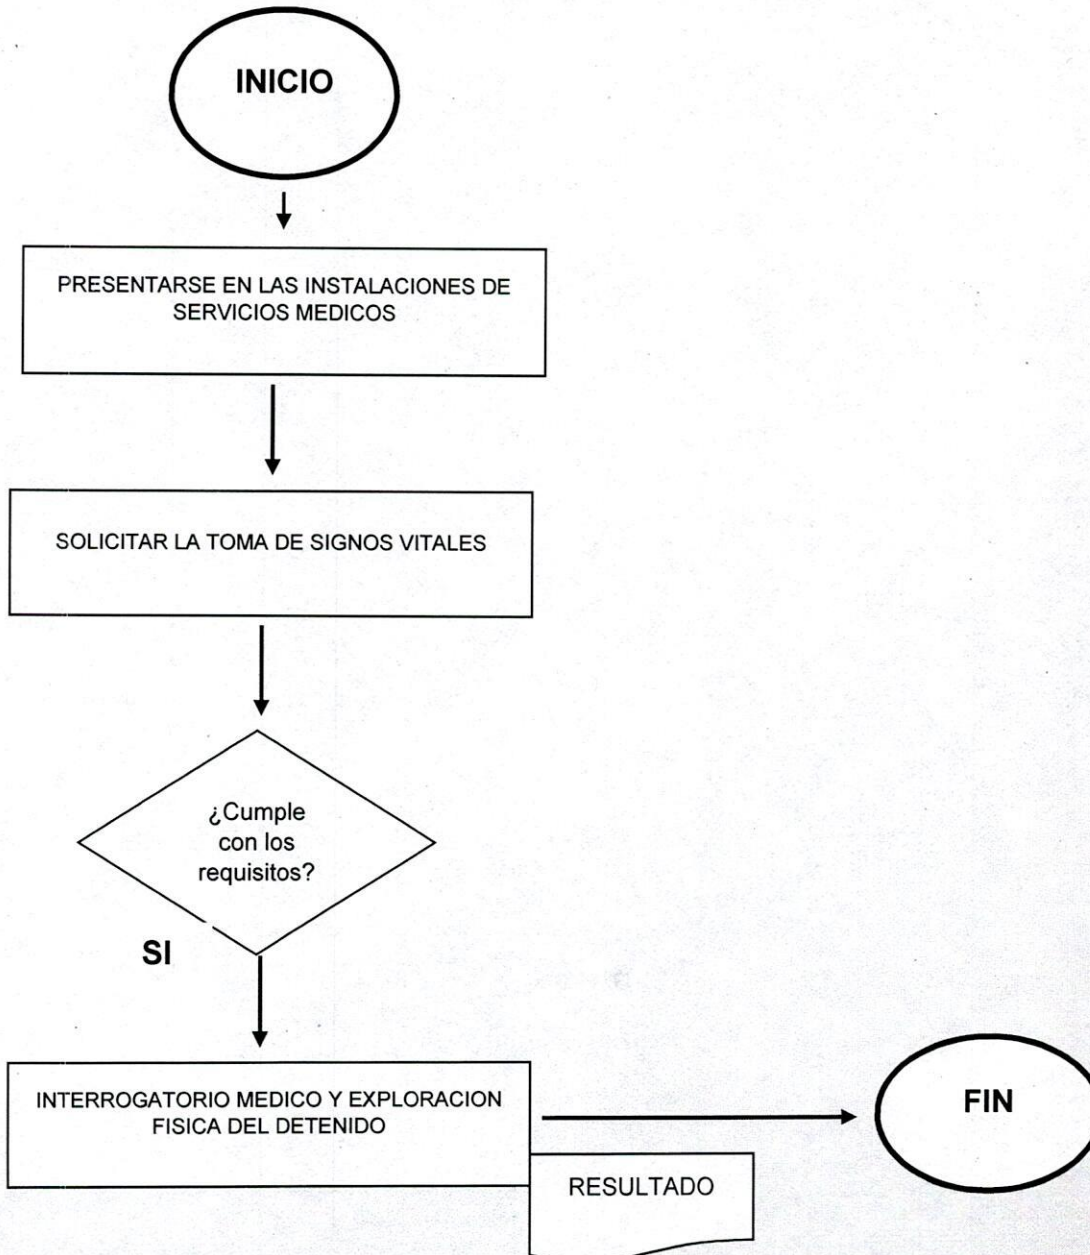 INICIO
PRESENTARSE EN LAS INSTALACIONES DE
SERVICIOS MEDICOS
SOLICITAR LA TOMA DE SIGNOS VITALES
¿Cumple
con los
requisitos?
SI
INTERROGATORIO MEDICO Y EXPLORACION
FISICA DEL DETENIDO
FIN
RESULTADO